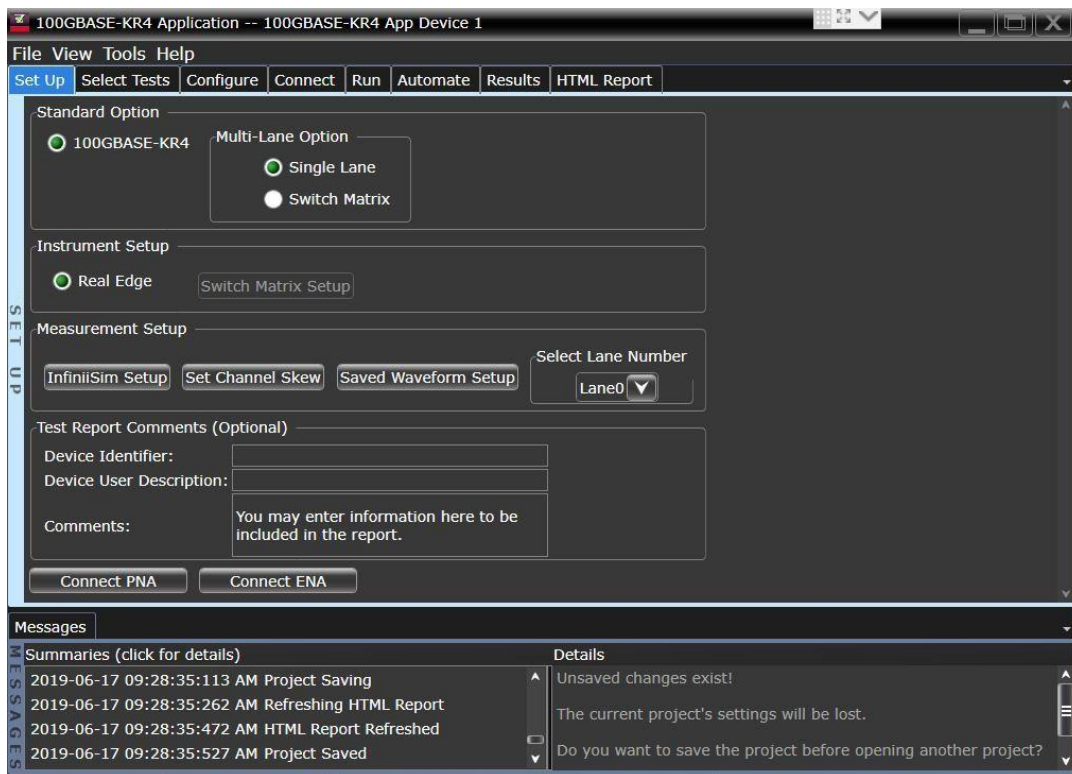 100GBASE-KR4 Application -- 100GBASE-KR4 App Device 1
File View Tools Help
Set Up Select Tests Configure Connect Run Automate Results HTML Report
SET UP
Standard Option
100GBASE-KR4
Multi-Lane Option
Single Lane
Switch Matrix
Instrument Setup
Real Edge
Switch Matrix Setup
Measurement Setup
InfiniiSim Setup Set Channel Skew Saved Waveform Setup
Select Lane Number
Lane0
Test Report Comments (Optional)
Device Identifier:
Device User Description:
Comments:
You may enter information here to be
included in the report.
Connect PNA Connect ENA
Messages
MESSAGES
Summaries (click for details)
2019-06-17 09:28:35:113 AM Project Saving
2019-06-17 09:28:35:262 AM Refreshing HTML Report
2019-06-17 09:28:35:472 AM HTML Report Refreshed
2019-06-17 09:28:35:527 AM Project Saved
Details
Unsaved changes exist!
The current project's settings will be lost.
Do you want to save the project before opening another project?